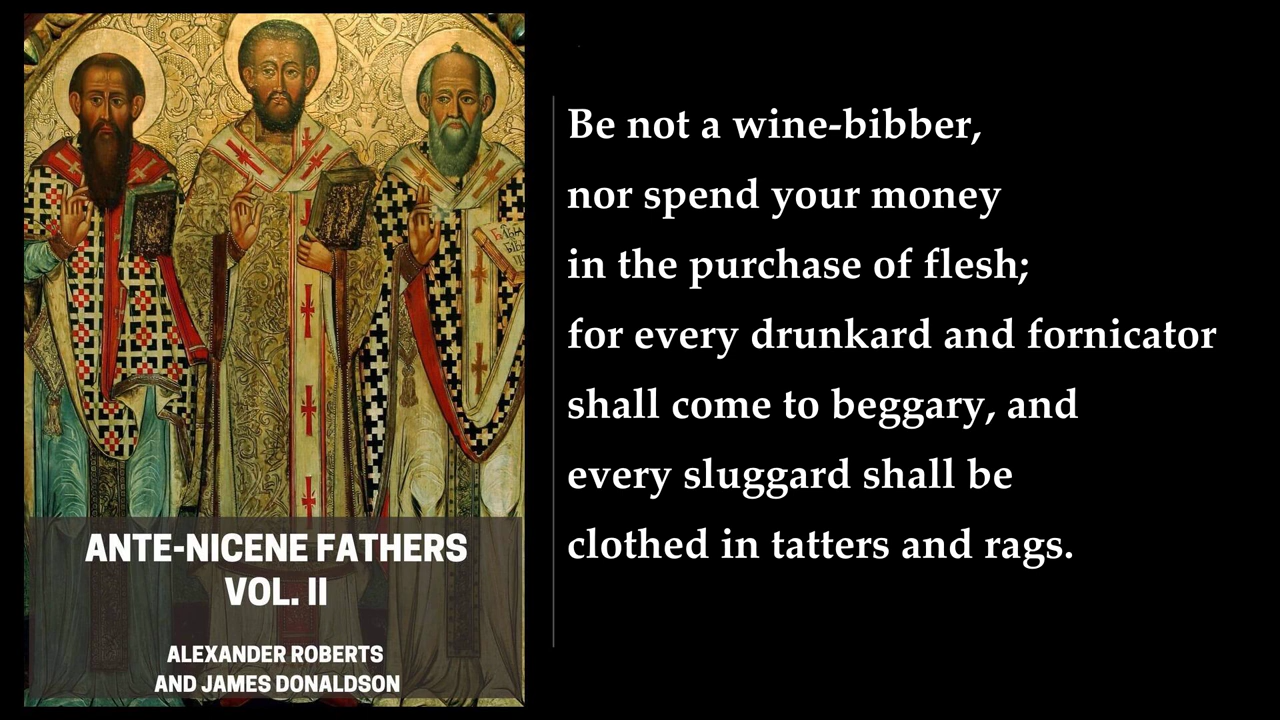 ANTE-NICENE FATHERS
VOL. II
ALEXANDER ROBERTS
AND JAMES DONALDSON
Be not a wine-bibber,
nor spend your money
in the purchase of flesh;
for every drunkard and fornicator
shall come to beggary, and
every sluggard shall be
clothed in tatters and rags.